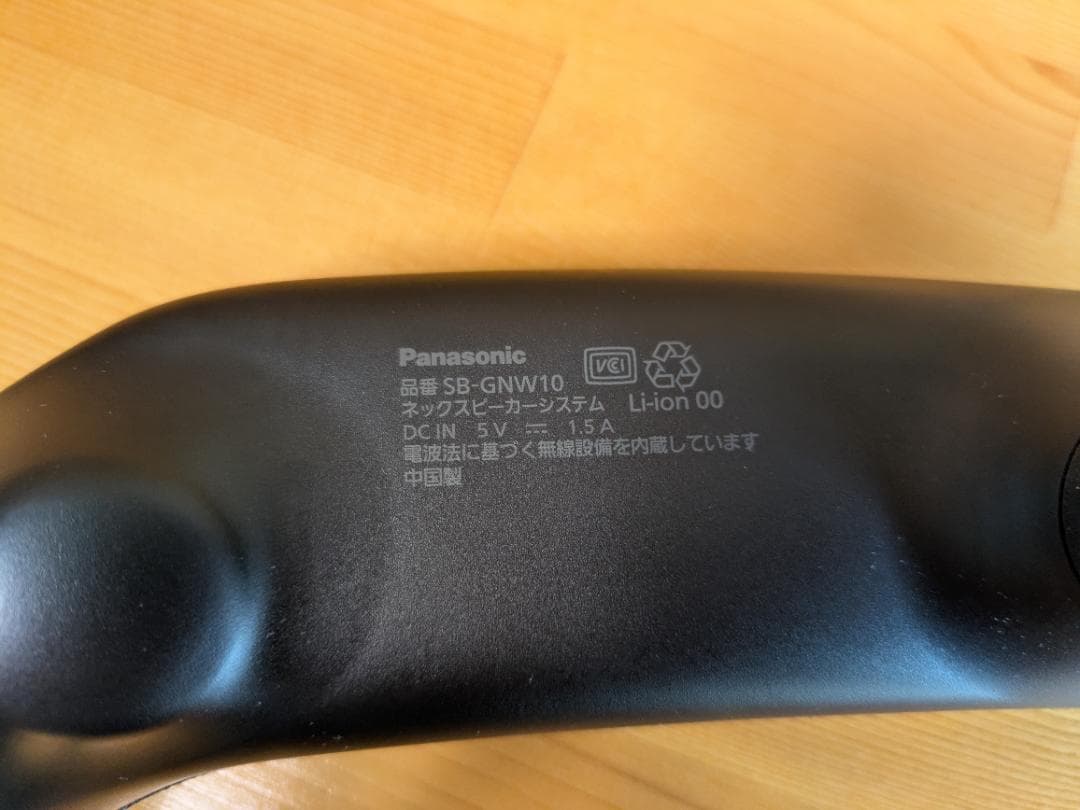 Panasonic
VCCI
品番 SB-GNW10
ネックスピーカーシステム Li-ion 00
DC IN 5 V ⎓ 1.5 A
電波法に基づく無線設備を内蔵しています
中国製